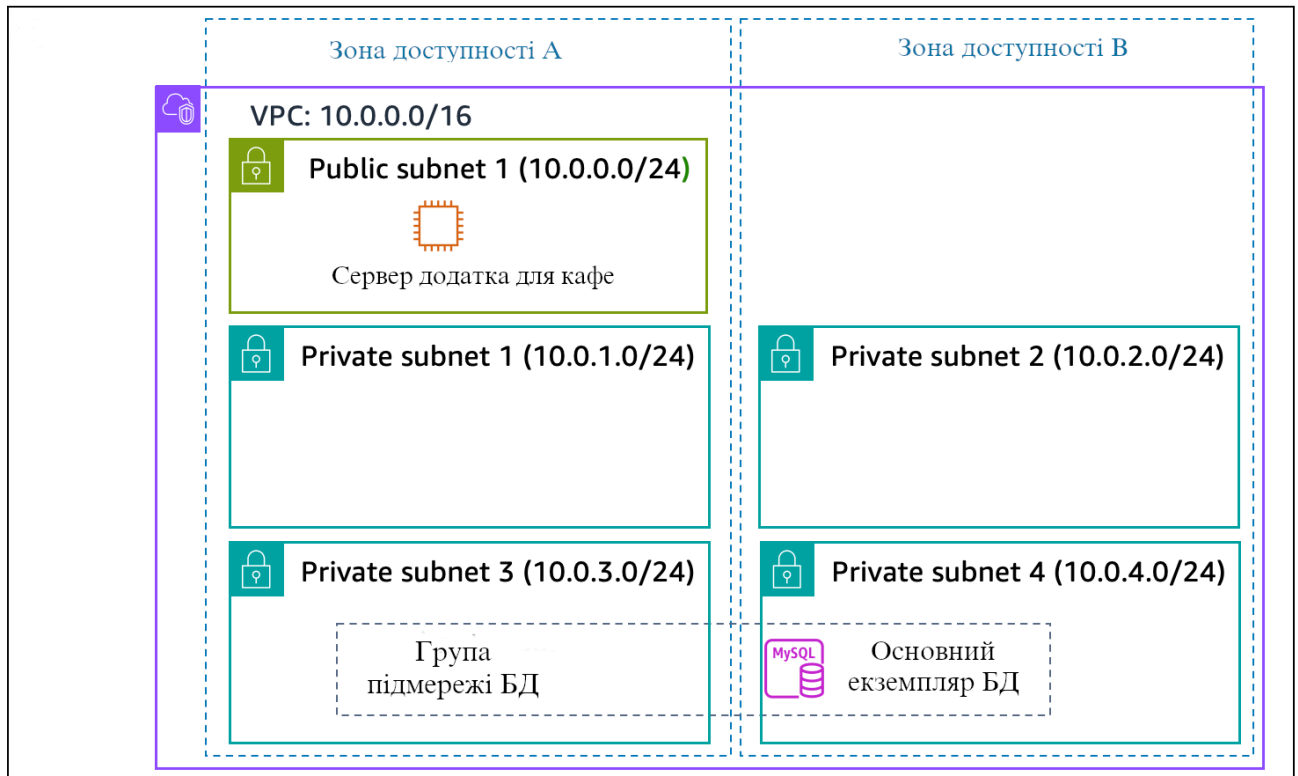 Зона доступності A
Зона доступності B
VPC: 10.0.0.0/16
Public subnet 1 (10.0.0.0/24)
Сервер додатка для кафе
Private subnet 1 (10.0.1.0/24)
Private subnet 2 (10.0.2.0/24)
Private subnet 3 (10.0.3.0/24)
Private subnet 4 (10.0.4.0/24)
Група
підмережі БД
MySQL
Основний
екземпляр БД